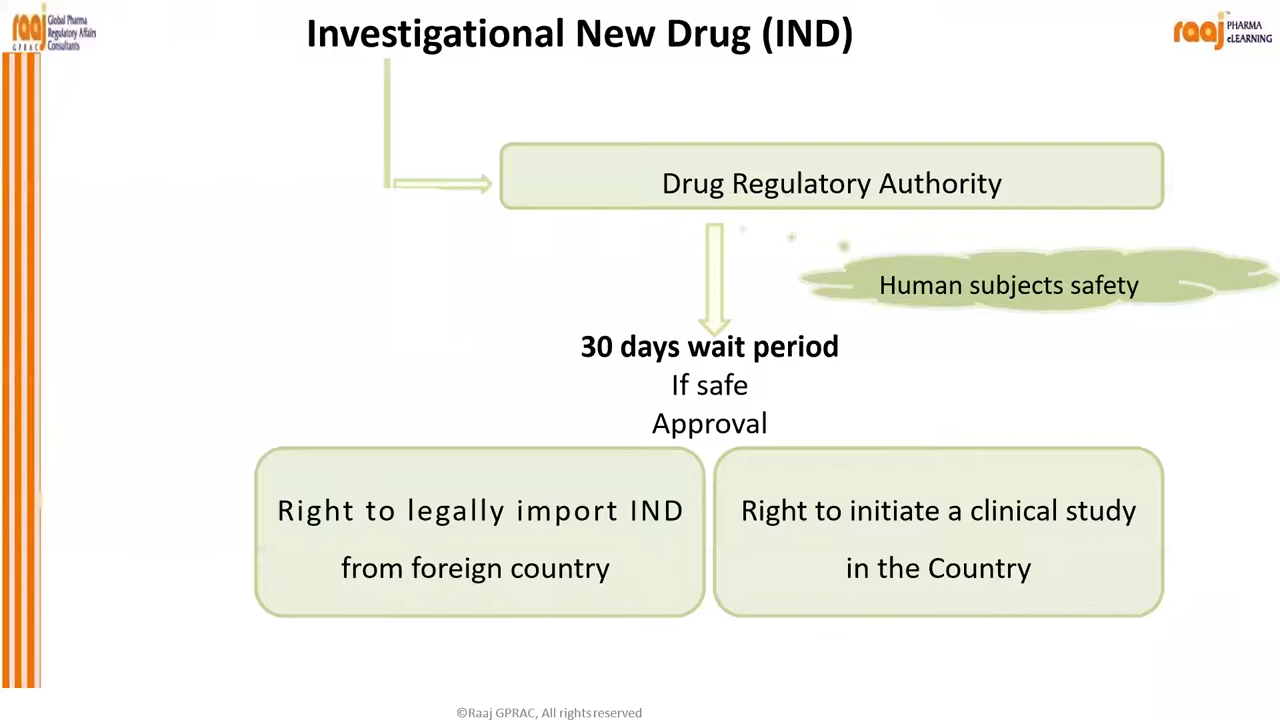 raaj
GPRAC
Global Pharma
Regulatory Affairs
Consultants
Investigational New Drug (IND)
raaj
™
PHARMA
eLEARNING
Drug Regulatory Authority
Human subjects safety
30 days wait period
If safe
Approval
Right to legally import IND
from foreign country
Right to initiate a clinical study
in the Country
©Raaj GPRAC, All rights reserved